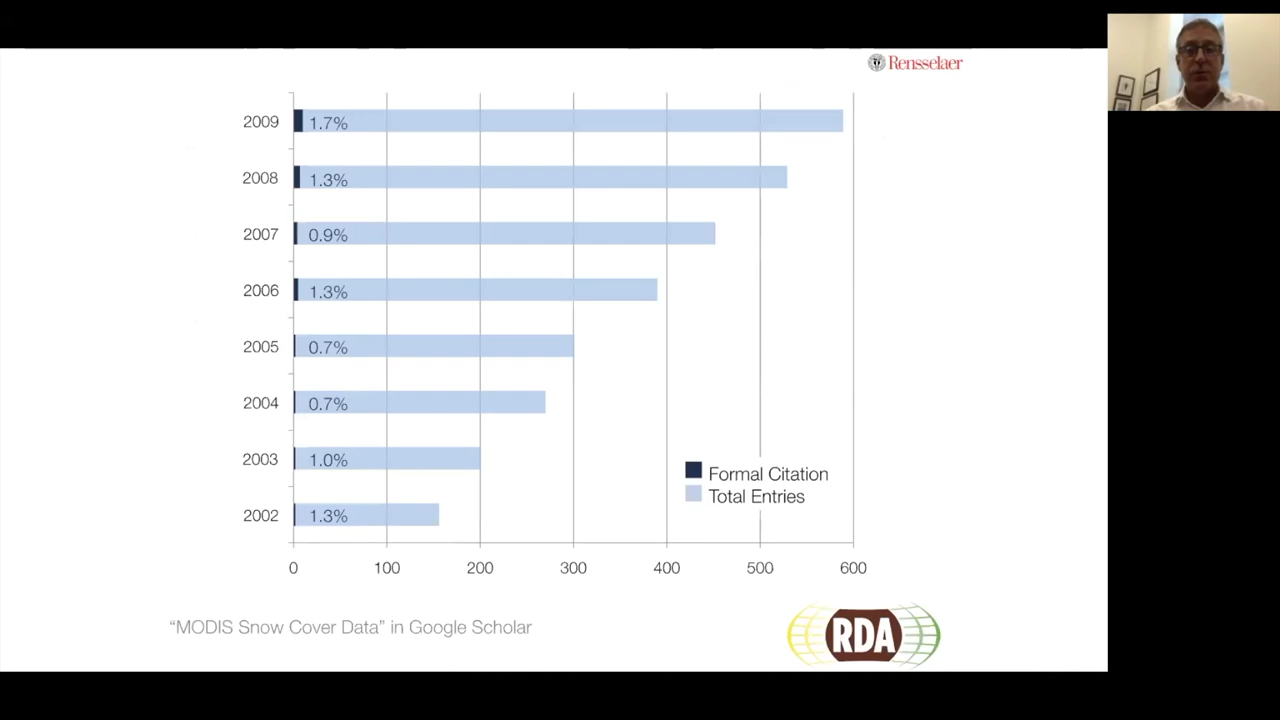 Rensselaer
2009
1.7%
2008
1.3%
2007
0.9%
2006
1.3%
2005
0.7%
2004
0.7%
2003
1.0%
Formal Citation
Total Entries
2002
1.3%
0 100 200 300 400 500 600
“MODIS Snow Cover Data” in Google Scholar
RDA